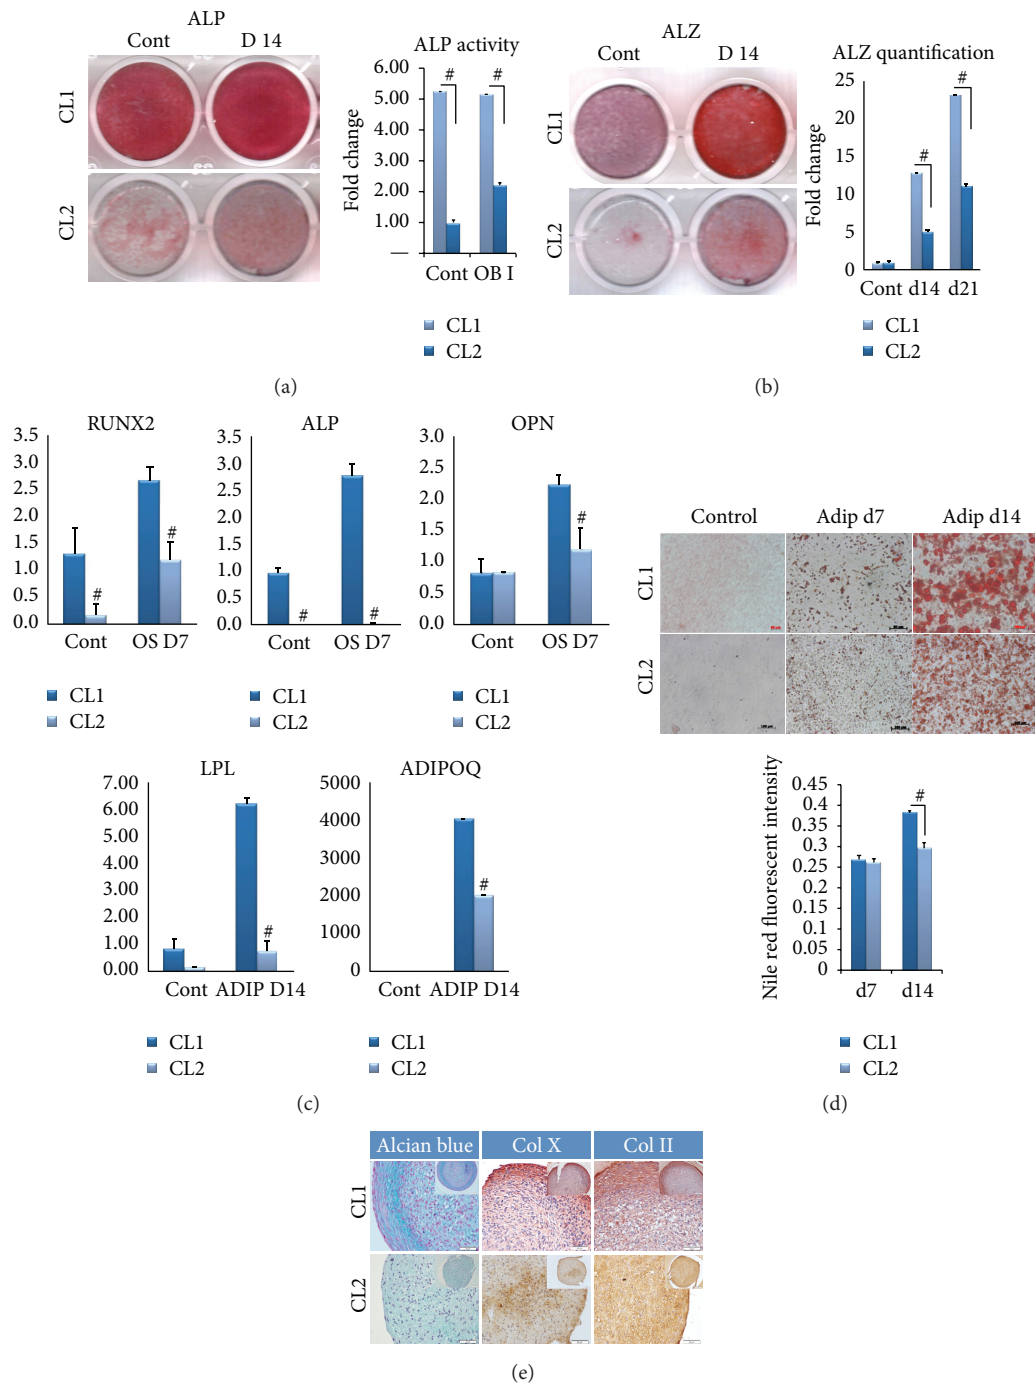 ALP
Cont D 14
CL1
CL2
ALP activity
Fold change
6.00
5.00
4.00
3.00
2.00
1.00
—
# #
Cont OB I
CL1
CL2
(a)
ALZ
Cont D 14
CL1
CL2
ALZ quantification
Fold change
25
20
15
10
5
0
# #
Cont d14 d21
CL1
CL2
(b)
RUNX2
3.5
3.0
2.5
2.0
1.5
1.0
0.5
0.0
# #
Cont OS D7
CL1
CL2
ALP
3.5
3.0
2.5
2.0
1.5
1.0
0.5
0.0
# #
Cont OS D7
CL1
CL2
OPN
3.0
2.5
2.0
1.5
1.0
0.5
0.0
#
Cont OS D7
CL1
CL2
LPL
7.00
6.00
5.00
4.00
3.00
2.00
1.00
0.00
#
Cont ADIP D14
CL1
CL2
ADIPOQ
5000
4000
3000
2000
1000
0
#
Cont ADIP D14
CL1
CL2
(c)
Control Adip d7 Adip d14
CL1
CL2
Nile red fluorescent intensity
0.45
0.4
0.35
0.3
0.25
0.2
0.15
0.1
0.05
0
#
d7 d14
CL1
CL2
(d)
Alcian blue Col X Col II
CL1
CL2
(e)